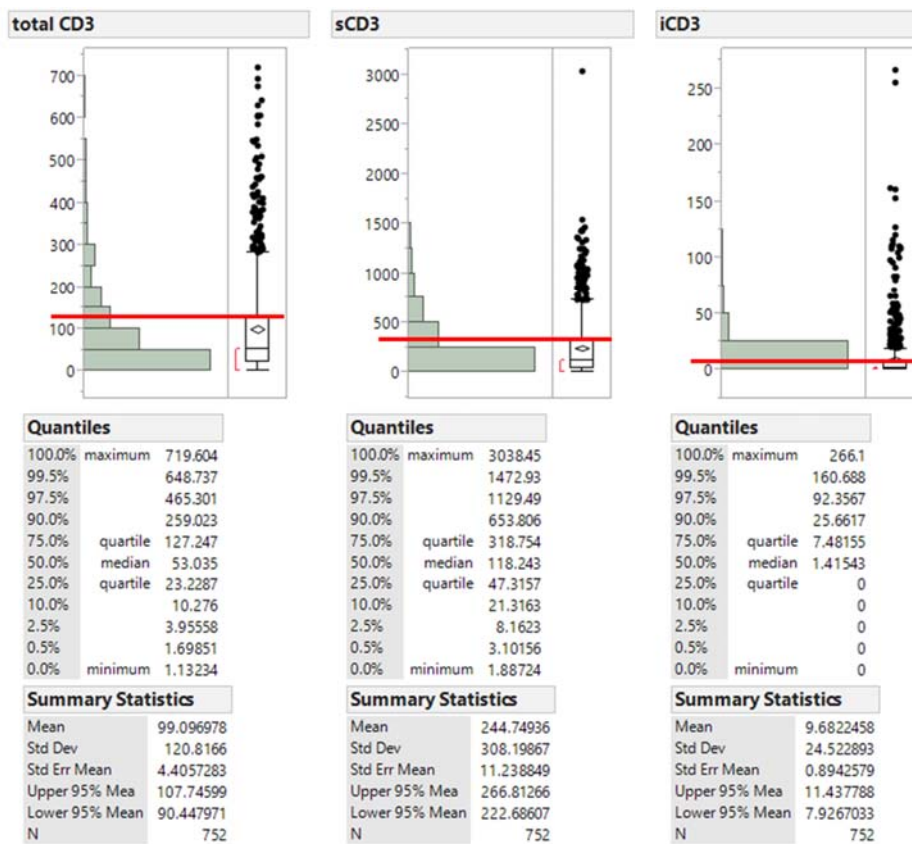 total CD3
700
600
500
400
300
200
100
0
Quantiles
100.0% maximum 719.604
99.5% 648.737
97.5% 465.301
90.0% 259.023
75.0% quartile 127.247
50.0% median 53.035
25.0% quartile 23.2287
10.0% 10.276
2.5% 3.95558
0.5% 1.69851
0.0% minimum 1.13234
Summary Statistics
Mean 99.096978
Std Dev 120.8166
Std Err Mean 4.4057283
Upper 95% Mea 107.74599
Lower 95% Mean 90.447971
N 752
sCD3
3000
2500
2000
1500
1000
500
0
Quantiles
100.0% maximum 3038.45
99.5% 1472.93
97.5% 1129.49
90.0% 653.806
75.0% quartile 318.754
50.0% median 118.243
25.0% quartile 47.3157
10.0% 21.3163
2.5% 8.1623
0.5% 3.10156
0.0% minimum 1.88724
Summary Statistics
Mean 244.74936
Std Dev 308.19867
Std Err Mean 11.238849
Upper 95% Mea 266.81266
Lower 95% Mean 222.68607
N 752
iCD3
250
200
150
100
50
0
Quantiles
100.0% maximum 266.1
99.5% 160.688
97.5% 92.3567
90.0% 25.6617
75.0% quartile 7.48155
50.0% median 1.41543
25.0% quartile 0
10.0% 0
2.5% 0
0.5% 0
0.0% minimum 0
Summary Statistics
Mean 9.6822458
Std Dev 24.522893
Std Err Mean 0.8942579
Upper 95% Mea 11.437788
Lower 95% Mean 7.9267033
N 752